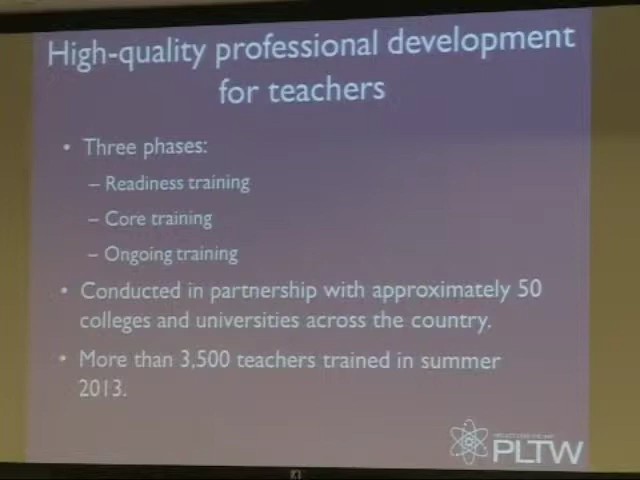 High-quality professional development
for teachers
• Three phases:
– Readiness training
– Core training
– Ongoing training
• Conducted in partnership with approximately 50
colleges and universities across the country.
• More than 3,500 teachers trained in summer
2013.
PLTW